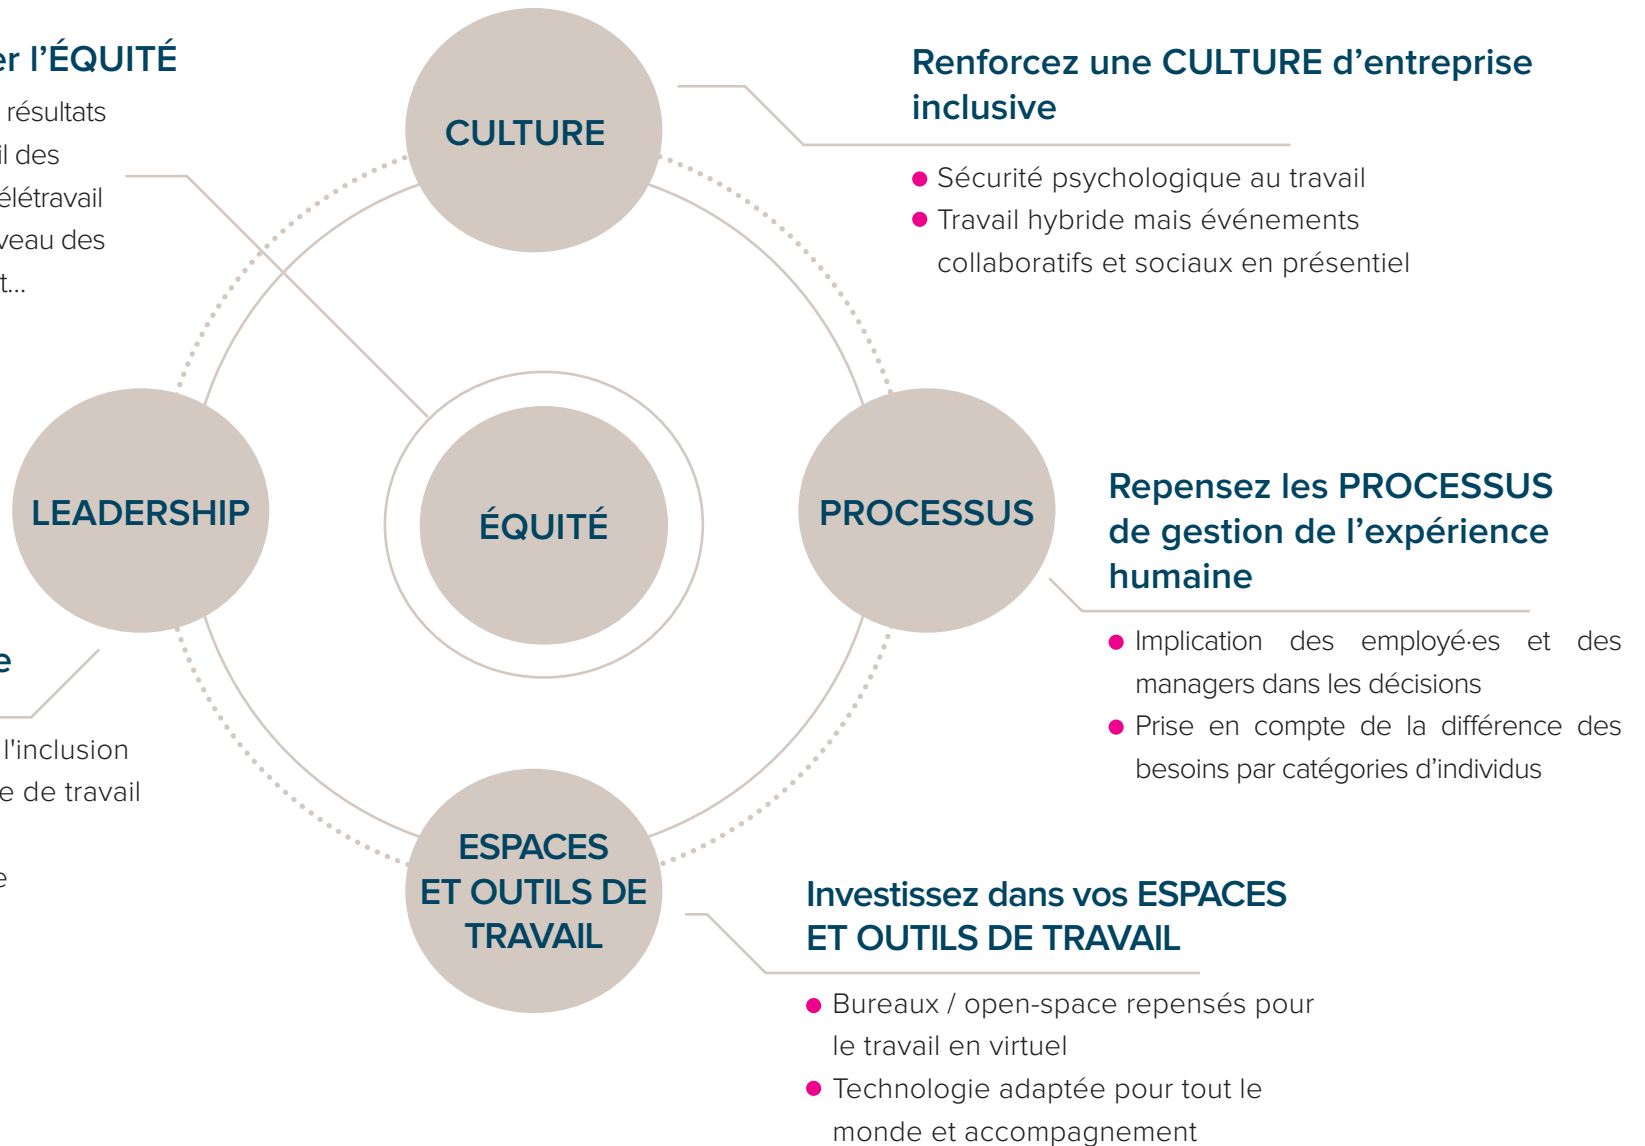 er l’ÉQUITÉ
résultats
il des
élétravail
veau des
t...
CULTURE
Renforcez une CULTURE d’entreprise
inclusive
Sécurité psychologique au travail
Travail hybride mais événements
collaboratifs et sociaux en présentiel
LEADERSHIP
ÉQUITÉ
PROCESSUS
Repensez les PROCESSUS
de gestion de l’expérience
humaine
Implication des employé·es et des
managers dans les décisions
Prise en compte de la différence des
besoins par catégories d’individus
e
l'inclusion
e de travail
e
ESPACES
ET OUTILS DE
TRAVAIL
Investissez dans vos ESPACES
ET OUTILS DE TRAVAIL
Bureaux / open-space repensés pour
le travail en virtuel
Technologie adaptée pour tout le
monde et accompagnement